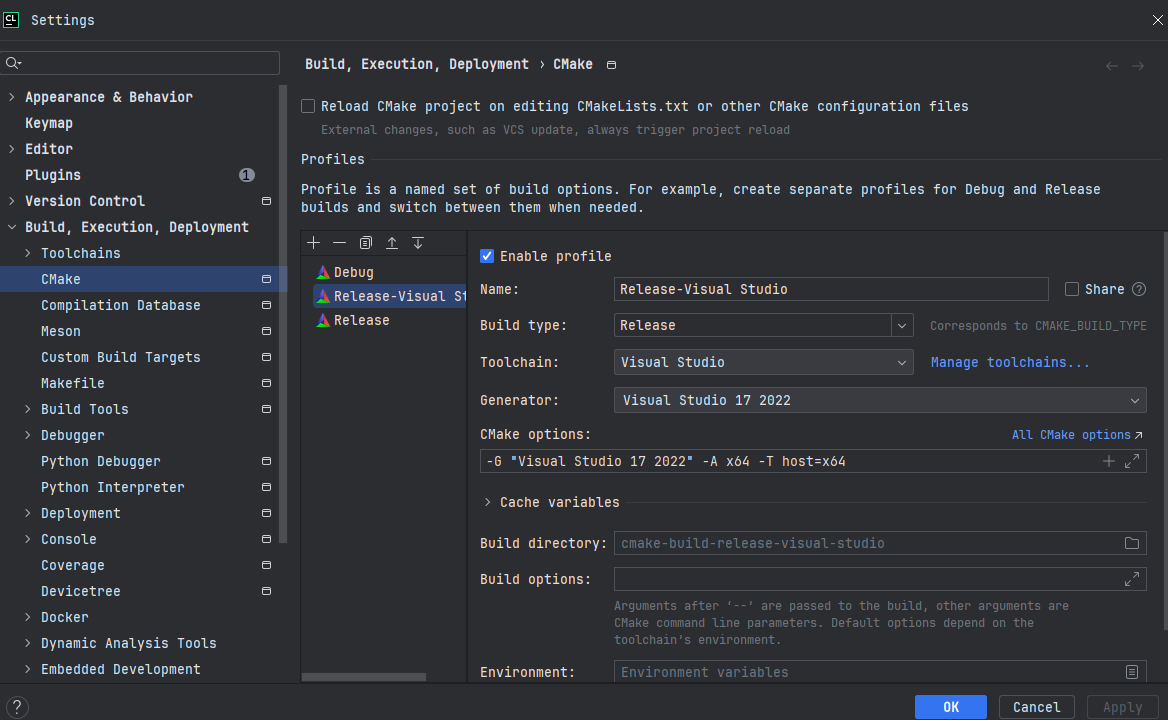 CL Settings
Build, Execution, Deployment › CMake
Appearance & Behavior
Keymap
Editor
Plugins 1
Version Control
Build, Execution, Deployment
Toolchains
CMake
Compilation Database
Meson
Custom Build Targets
Makefile
Build Tools
Debugger
Python Debugger
Python Interpreter
Deployment
Console
Coverage
Devicetree
Docker
Dynamic Analysis Tools
Embedded Development
Reload CMake project on editing CMakeLists.txt or other CMake configuration files
External changes, such as VCS update, always trigger project reload
Profiles
Profile is a named set of build options. For example, create separate profiles for Debug and Release
builds and switch between them when needed.
Debug
Release-Visual St
Release
Enable profile
Name: Release-Visual Studio Share ?
Build type: Release Corresponds to CMAKE_BUILD_TYPE
Toolchain: Visual Studio Manage toolchains...
Generator: Visual Studio 17 2022
CMake options: All CMake options↗
-G "Visual Studio 17 2022" -A x64 -T host=x64
Cache variables
Build directory: cmake-build-release-visual-studio
Build options:
Arguments after ‘--’ are passed to the build, other arguments are
CMake command line parameters. Default options depend on the
toolchain’s environment.
Environment: Environment variables
? OK Cancel Apply